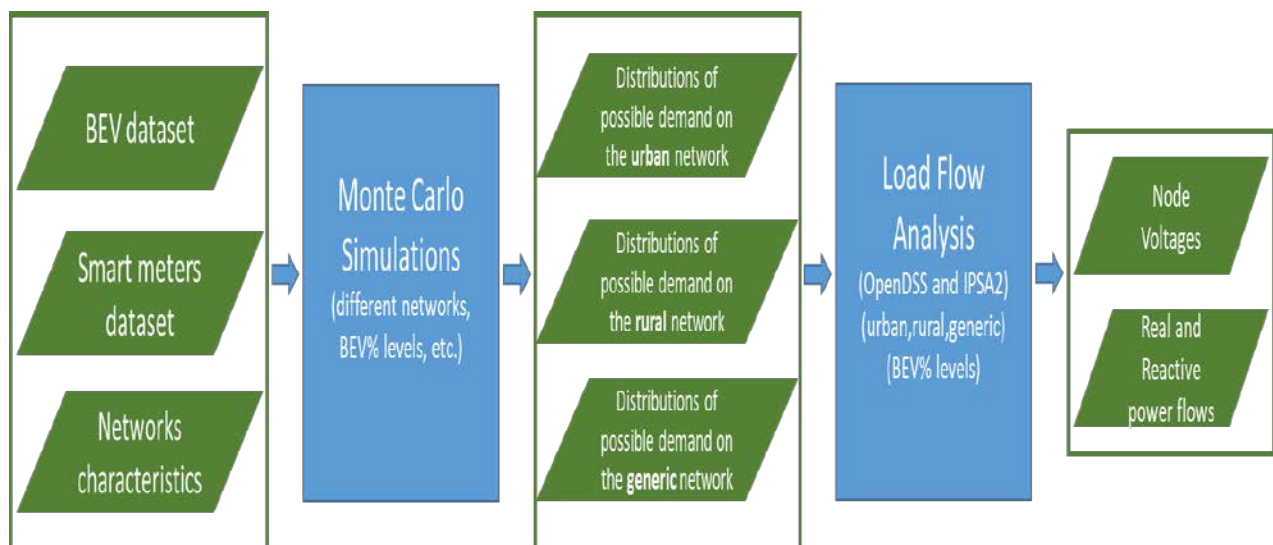 BEV dataset
Smart meters
dataset
Networks
characteristics
Monte Carlo
Simulations
(different networks,
BEV% levels, etc.)
Distributions of
possible demand on
the urban network
Distributions of
possible demand on
the rural network
Distributions of
possible demand on
the generic network
Load Flow
Analysis
(OpenDSS and IPSA2)
(urban,rural,generic)
(BEV% levels)
Node
Voltages
Real and
Reactive
power flows